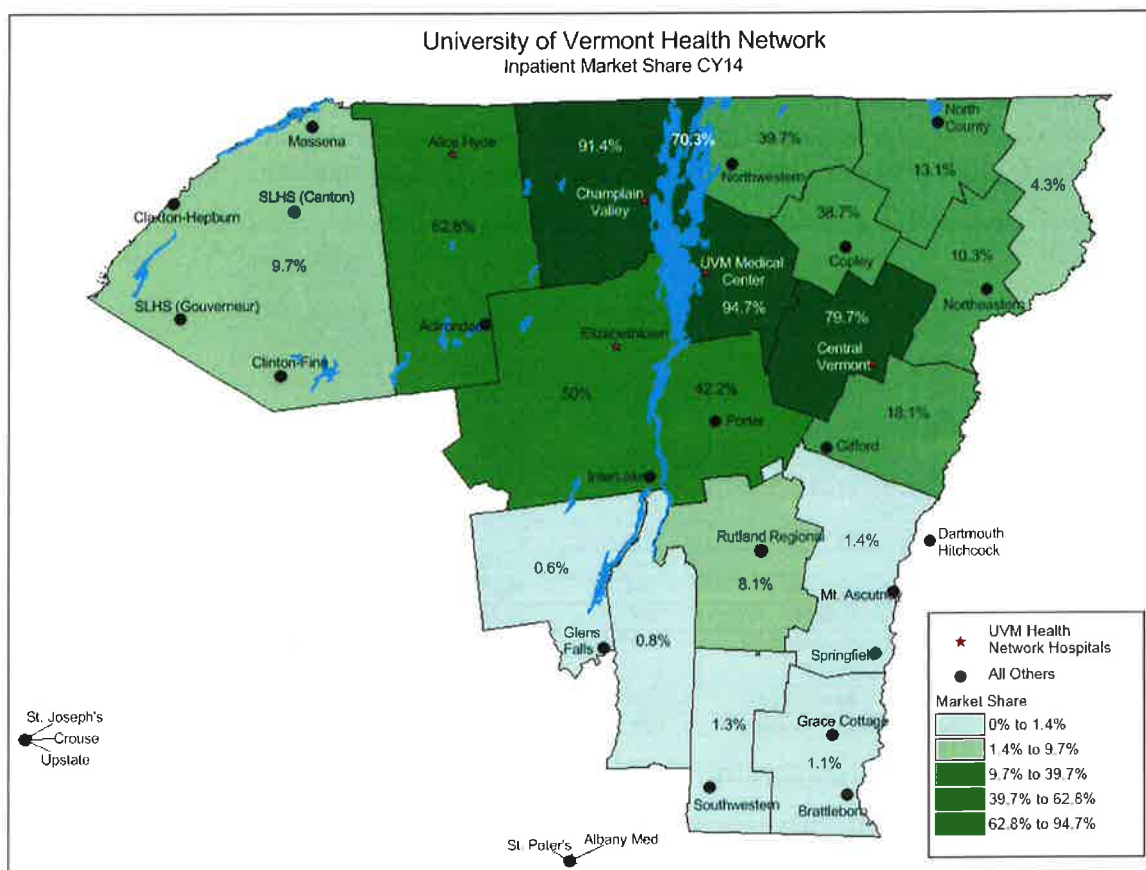 University of Vermont Health Network
Inpatient Market Share CY14
Massena
Alice Hyde
91.4%
70.3%
39.7%
North
County
Northwestern
13.1%
4.3%
Claxton-Hepburn
SLHS (Canton)
Champlain
Valley
38.7%
62.8%
Copley
9.7%
UVM Medical
Center
10.3%
Northeastern
SLHS (Gouverneur)
Adirondack
Elizabethtown
94.7%
79.7%
Central
Vermont
Clinton-Fine
50%
42.2%
Porter
18.1%
Gifford
InterLake
Rutland Regional
1.4%
Dartmouth
Hitchcock
0.6%
8.1%
Mt. Ascutney
Glens
Falls
0.8%
Springfield
UVM Health
Network Hospitals
All Others
Market Share
0% to 1.4%
1.4% to 9.7%
9.7% to 39.7%
39.7% to 62.8%
62.8% to 94.7%
St. Joseph's
Crouse
Upstate
1.3%
Grace Cottage
1.1%
Southwestern
Brattleboro
St. Peter's
Albany Med